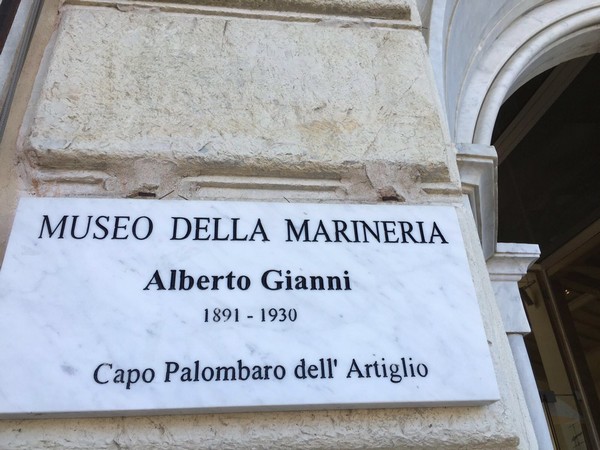 MUSEO DELLA MARINERIA
Alberto Gianni
1891 - 1930
Capo Palombaro dell' Artiglio